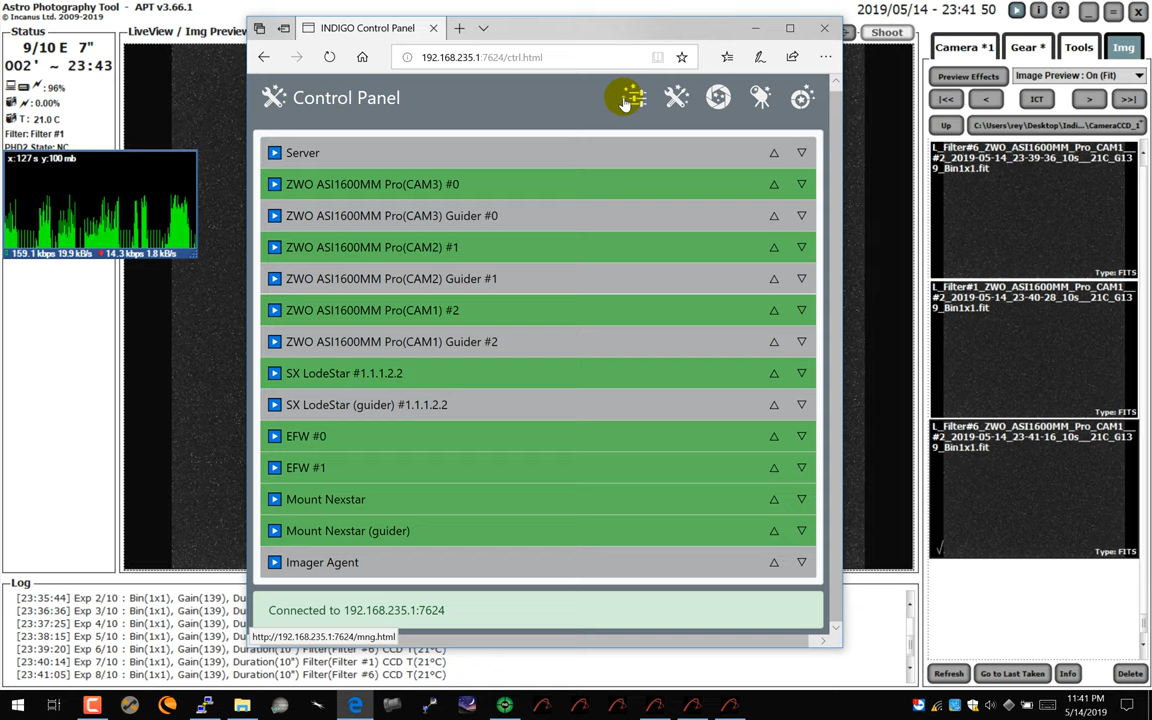 Astro Photography Tool - APT v3.66.1
© Incanus Ltd. 2009-2019
2019/05/14 - 23:41 50
Status
9/10 E 7"
002' ~ 23:43
: 96%
: 0.00%
T: 21.0 C
Filter: Filter #1
PHD2 State: NC
x:127 s y:100 mb
159.1 kbps 19.9 kB/s 14.3 kbps 1.8 kB/s
LiveView / Img Preview
Shoot
INDIGO Control Panel
192.168.235.1:7624/ctrl.html
Control Panel
Server
ZWO ASI1600MM Pro(CAM3) #0
ZWO ASI1600MM Pro(CAM3) Guider #0
ZWO ASI1600MM Pro(CAM2) #1
ZWO ASI1600MM Pro(CAM2) Guider #1
ZWO ASI1600MM Pro(CAM1) #2
ZWO ASI1600MM Pro(CAM1) Guider #2
SX LodeStar #1.1.1.2.2
SX LodeStar (guider) #1.1.1.2.2
EFW #0
EFW #1
Mount Nexstar
Mount Nexstar (guider)
Imager Agent
Connected to 192.168.235.1:7624
http://192.168.235.1:7624/mng.html
Camera *1
Gear *
Tools
Img
Preview Effects
Image Preview : On (Fit)
|<<
<
ICT
>
>>|
Up
C:\Users\rey\Desktop\Indi...\CameraCCD_1
L_Filter#6_ZWO_ASI1600MM_Pro_CAM1__
#2_2019-05-14_23-39-36_10s__21C_G13
9_Bin1x1.fit
Type: FITS
L_Filter#1_ZWO_ASI1600MM_Pro_CAM1__
#2_2019-05-14_23-40-28_10s__21C_G13
9_Bin1x1.fit
Type: FITS
L_Filter#6_ZWO_ASI1600MM_Pro_CAM1__
#2_2019-05-14_23-41-16_10s__21C_G13
9_Bin1x1.fit
Type: FITS
Refresh
Go to Last Taken
Info
Delete
Log
[23:35:44] Exp 2/10 : Bin(1x1), Gain(139), Du
[23:36:36] Exp 3/10 : Bin(1x1), Gain(139), Du
[23:37:25] Exp 4/10 : Bin(1x1), Gain(139), Du
[23:38:15] Exp 5/10 : Bin(1x1), Gain(139), Du
[23:39:20] Exp 6/10 : Bin(1x1), Gain(139), Duration(10") Filter(Filter #6) CCD T(21ºC)
[23:40:14] Exp 7/10 : Bin(1x1), Gain(139), Duration(10") Filter(Filter #1) CCD T(21ºC)
[23:41:05] Exp 8/10 : Bin(1x1), Gain(139), Duration(10") Filter(Filter #6) CCD T(21ºC)
11:41 PM
5/14/2019